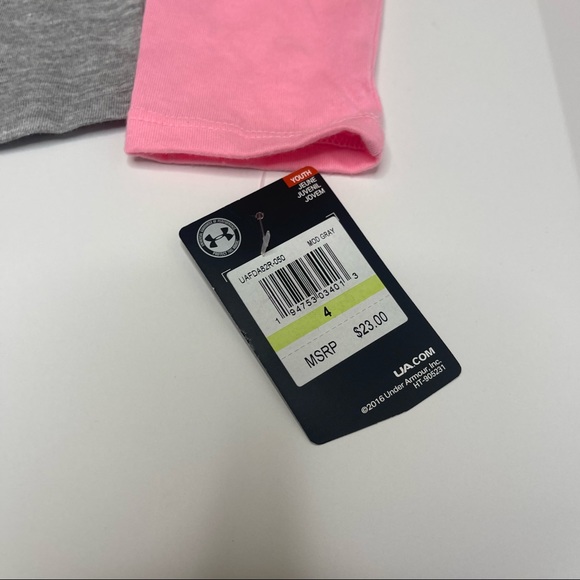 YOUTH
JEUNE
JUVENIL
JOVEM
UAFDA82R-050 MOD GRAY
1 94753 03401 3
4
MSRP $23.00
UA.COM
©2016 Under Armour, Inc.
HT-905231